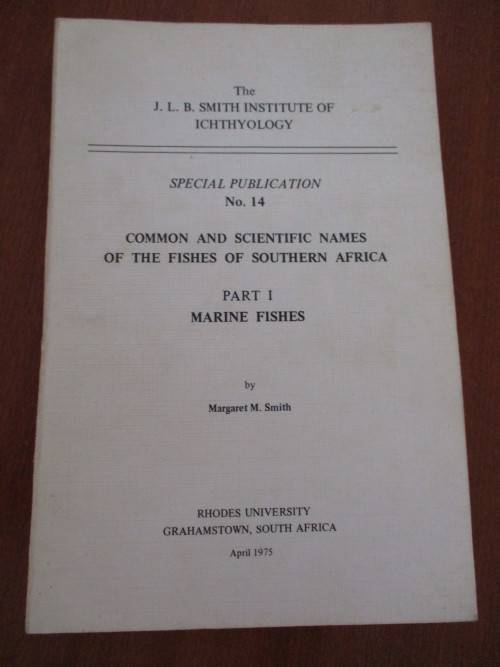 The
J. L. B. SMITH INSTITUTE OF
ICHTHYOLOGY
SPECIAL PUBLICATION
No. 14
COMMON AND SCIENTIFIC NAMES
OF THE FISHES OF SOUTHERN AFRICA
PART I
MARINE FISHES
by
Margaret M. Smith
RHODES UNIVERSITY
GRAHAMSTOWN, SOUTH AFRICA
April 1975